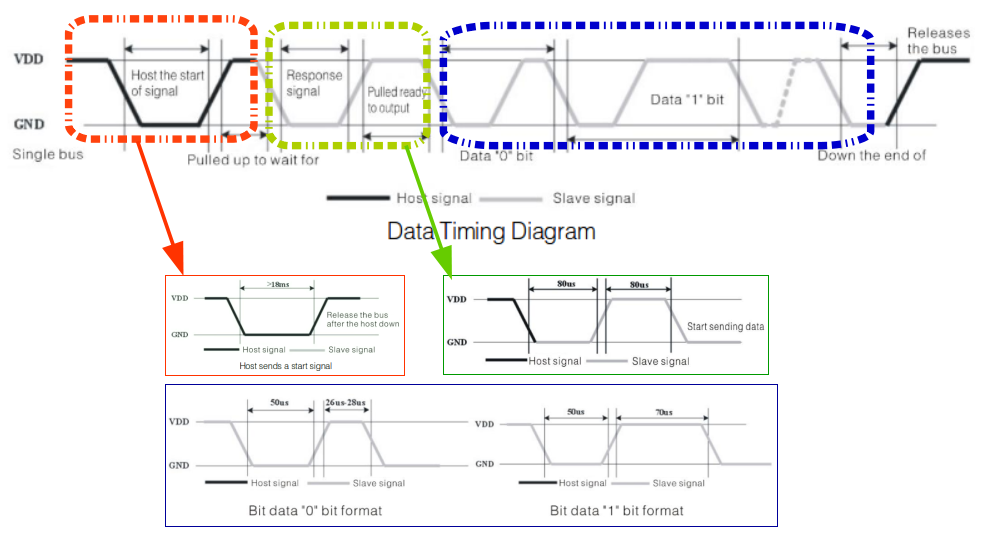 Releases
the bus
VDD
Host the start
of signal
Response
signal
Pulled ready
to output
Data "1" bit
GND
Single bus
Pulled up to wait for
Data "0" bit
Down the end of
Host signal
Slave signal
Data Timing Diagram
>18ms
VDD
Release the bus
after the host down
GND
Host signal
Slave signal
Host sends a start signal
80us
80us
VDD
Start sending data
GND
Host signal
Slave signal
50us
26us-28us
VDD
GND
Host signal
Slave signal
Bit data "0" bit format
50us
70us
VDD
GND
Host signal
Slave signal
Bit data "1" bit format